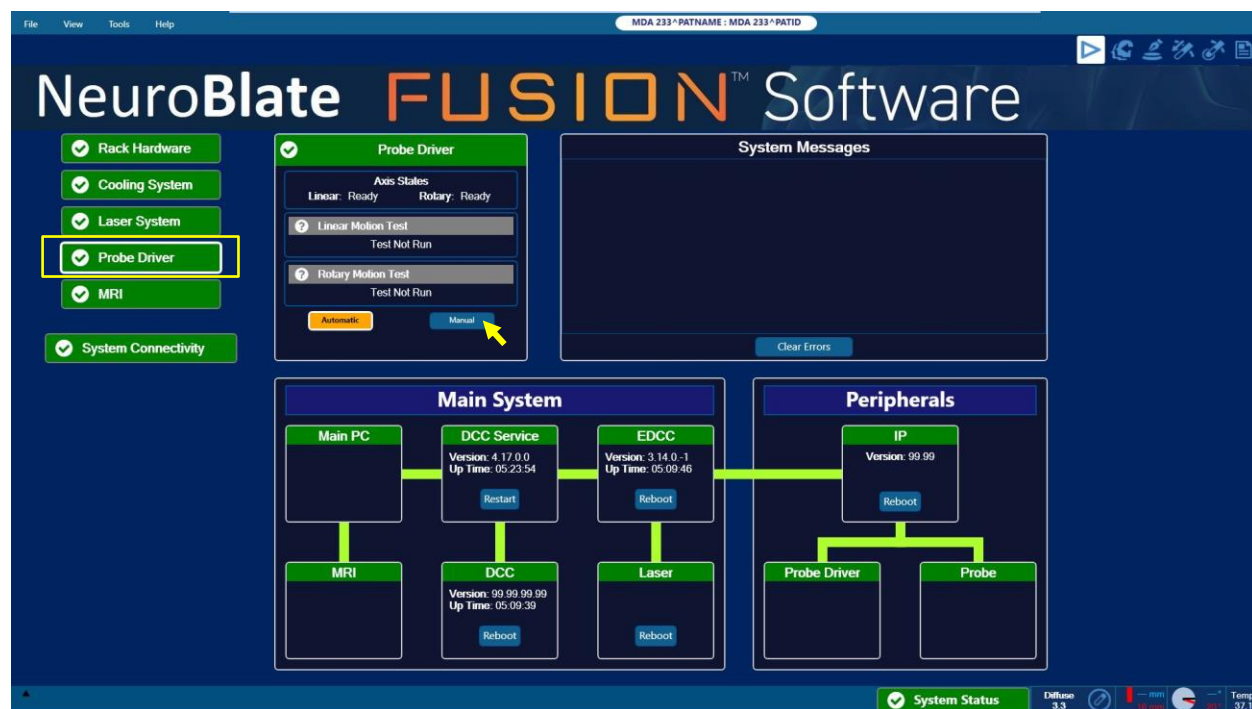 File View Tools Help
MDA 233^PATNAME : MDA 233^PATID
NeuroBlate FUSION™ Software
Rack Hardware
Cooling System
Laser System
Probe Driver
MRI
System Connectivity
Probe Driver
Axis States
Linear: Ready Rotary: Ready
Linear Motion Test
Test Not Run
Rotary Motion Test
Test Not Run
Automatic Manual
System Messages
Clear Errors
Main System
Main PC
DCC Service
Version: 4.17.0.0
Up Time: 05:23:54
Restart
EDCC
Version: 3.14.0.-1
Up Time: 05:09:46
Reboot
MRI
DCC
Version: 99.99.99.99
Up Time: 05:09:39
Reboot
Laser
Reboot
Peripherals
IP
Version: 99.99
Reboot
Probe Driver
Probe
System Status
Diffuse
3.3
— mm
—°
Temp
37.1